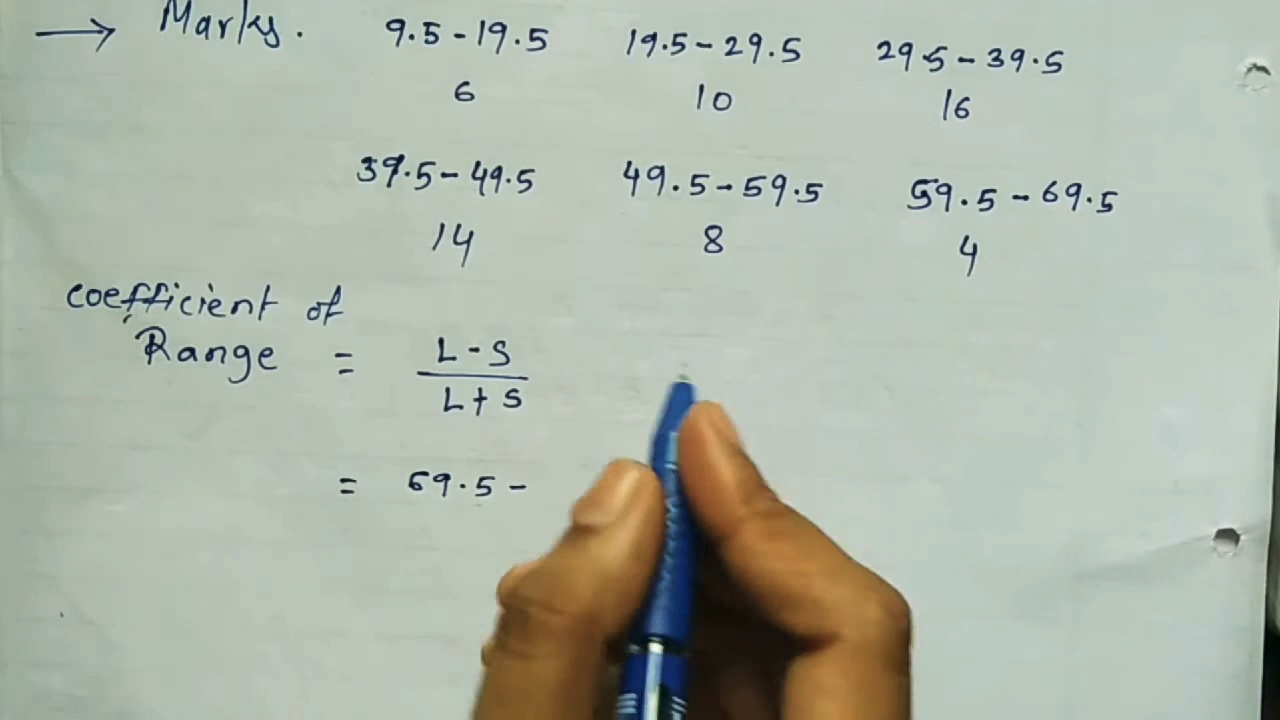 → Marks. 9.5-19.5 19.5-29.5 29.5-39.5
6 10 16
39.5-49.5 49.5-59.5 59.5-69.5
14 8 4
coefficient of
Range = L-S
L+S
= 69.5-